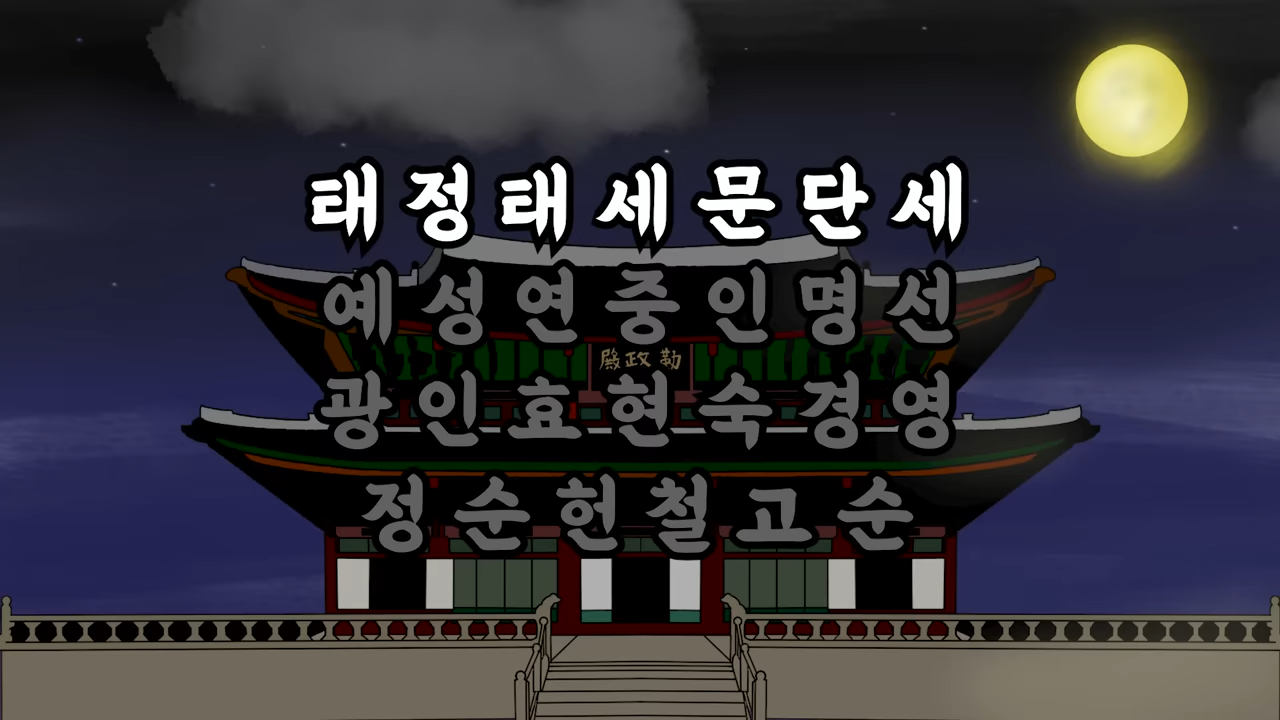 태 정 태 세 문 단 세
예 성 연 중 인 명 선
殿政勤
광 인 효 현 숙 경 영
정 순 헌 철 고 순